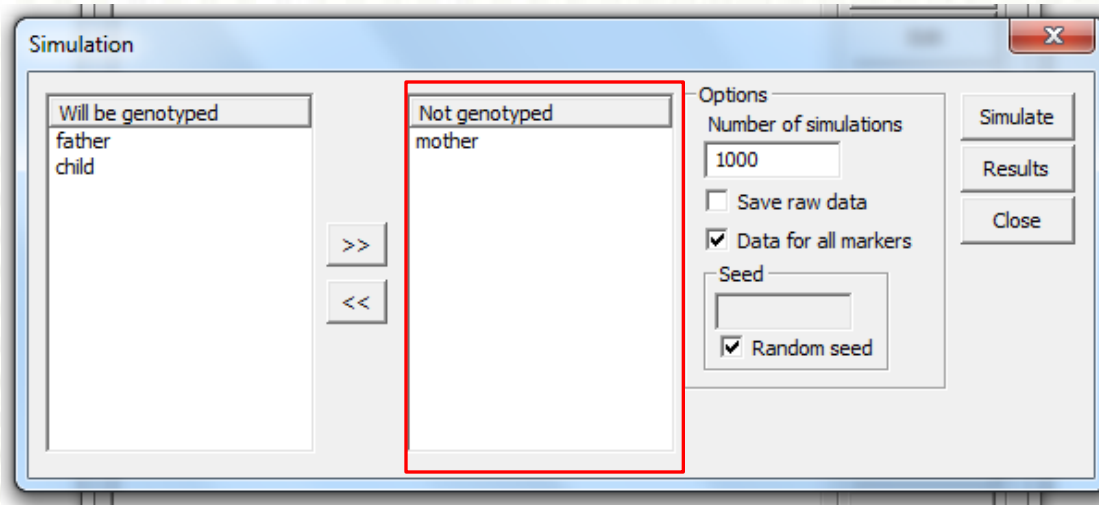 Simulation
X
Will be genotyped
father
child
>>
<<
Not genotyped
mother
Options
Number of simulations
1000
Save raw data
Data for all markers
Seed
Random seed
Simulate
Results
Close